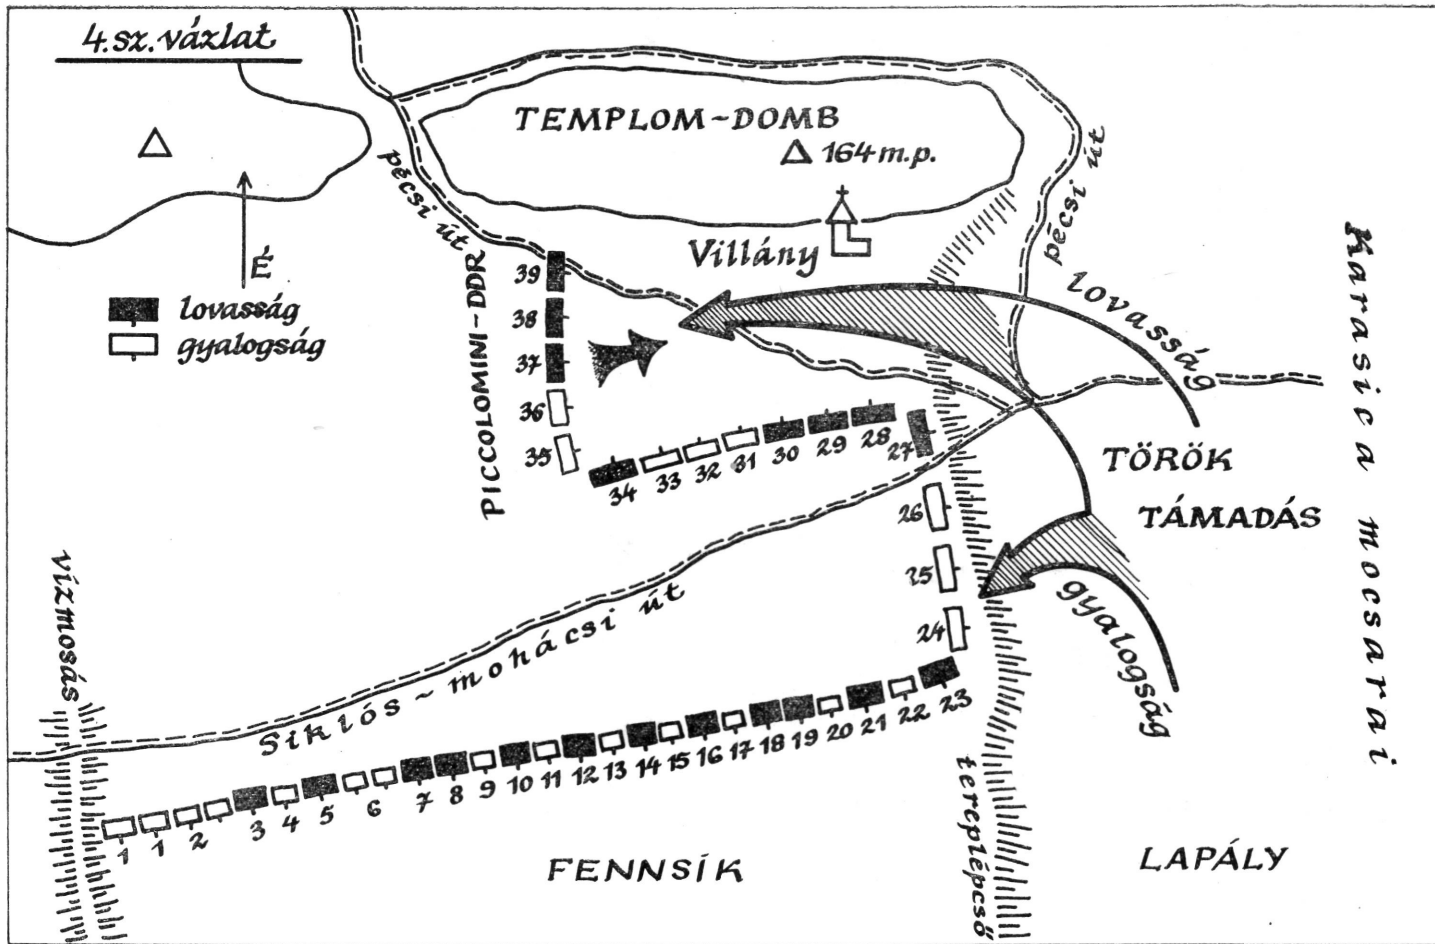 4. sz. vázlat
TEMPLOM-DOMB
164 m.p.
pécsi út
pécsi út
É
Villány
lovasság
gyalogság
PICCOLOMINI-DDR
39
38
37
36
35
34
33
32
31
30
29
28
27
26
25
24
lovasság
TÖRÖK
TÁMADÁS
gyalogság
Karasica mocsarai
vízmosás
Siklós-mohácsi út
1
1
2
3
4
5
6
7
8
9
10
11
12
13
14
15
16
17
18
19
20
21
22
23
tereplépcső
FENNSÍK
LAPÁLY